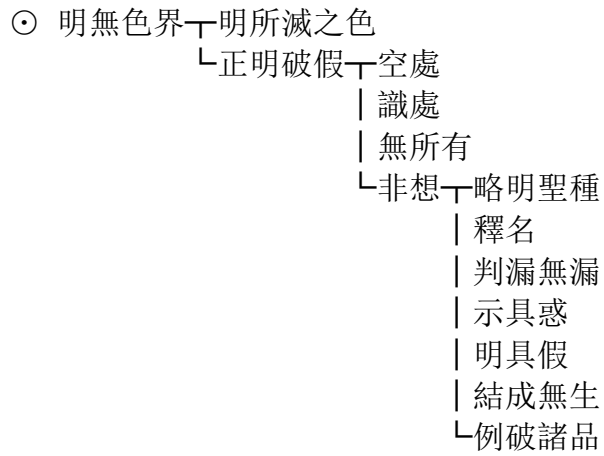 ⊙ 明無色界┬明所滅之色
└正明破假┬空處
│識處
│無所有
└非想┬略明聖種
│釋名
│判漏無漏
│示具惑
│明具假
│結成無生
└例破諸品